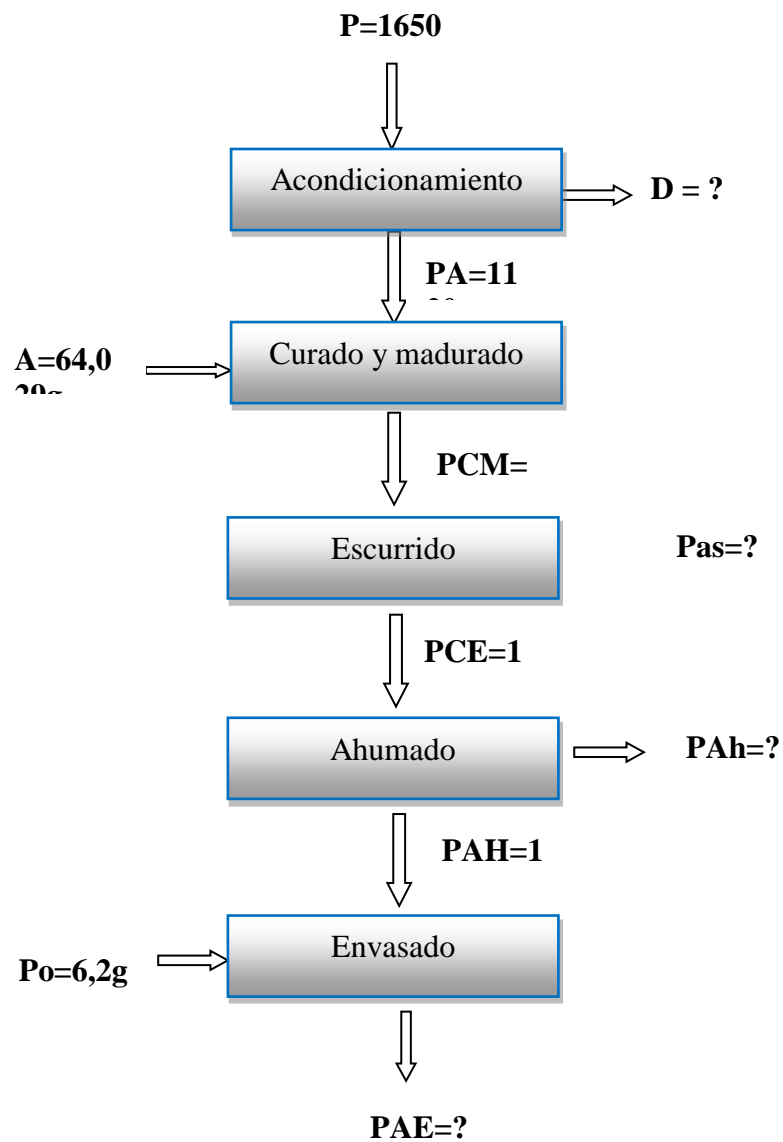 P=1650
Acondicionamiento
D = ?
PA=11
Curado y madurado
A=64,0
PCM=
Escurrido
Pas=?
PCE=1
Ahumado
PAh=?
PAH=1
Envasado
Po=6,2g
PAE=?